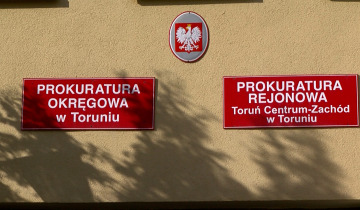 PROKURATURA
OKRĘGOWA
w Toruniu
PROKURATURA
REJONOWA
Toruń Centrum-Zachód
w Toruniu